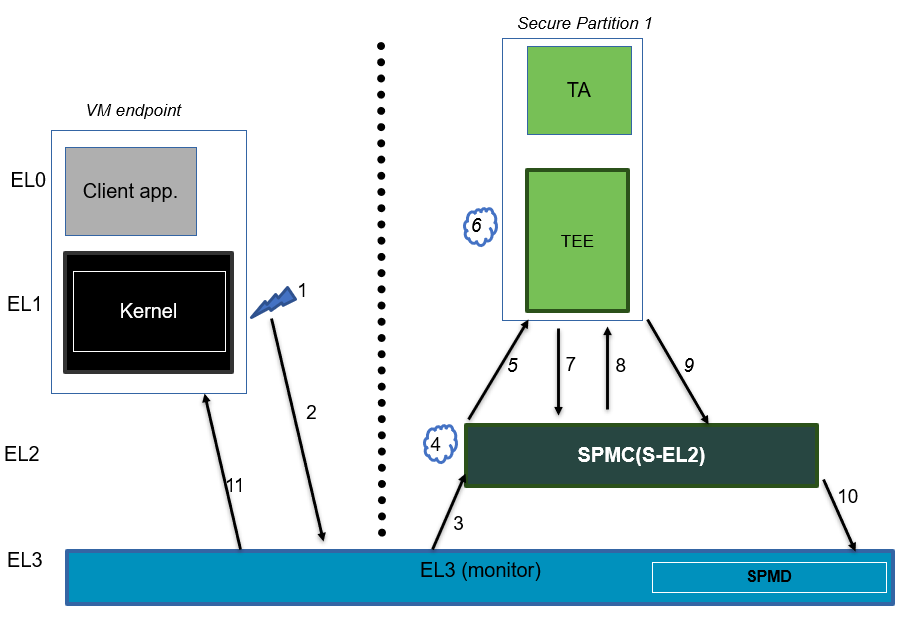 Secure Partition 1
TA
VM endpoint
EL0
Client app.
6
TEE
EL1
Kernel
1
5
7
8
9
2
EL2
4
SPMC(S-EL2)
11
3
10
EL3
EL3 (monitor)
SPMD